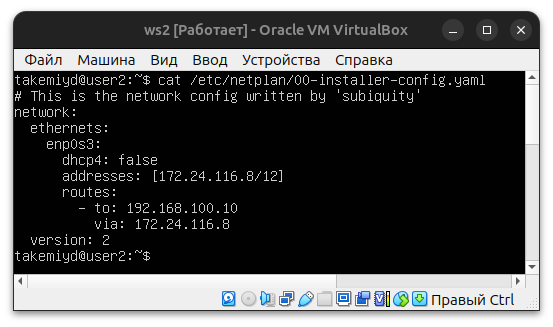 ws2 [Работает] - Oracle VM VirtualBox
Файл Машина Вид Ввод Устройства Справка
takemiyd@user2:~$ cat /etc/netplan/00-installer-config.yaml
# This is the network config written by 'subiquity'
network:
  ethernets:
    enp0s3:
      dhcp4: false
      addresses: [172.24.116.8/12]
      routes:
        - to: 192.168.100.10
          via: 172.24.116.8
  version: 2
takemiyd@user2:~$
Правый Ctrl